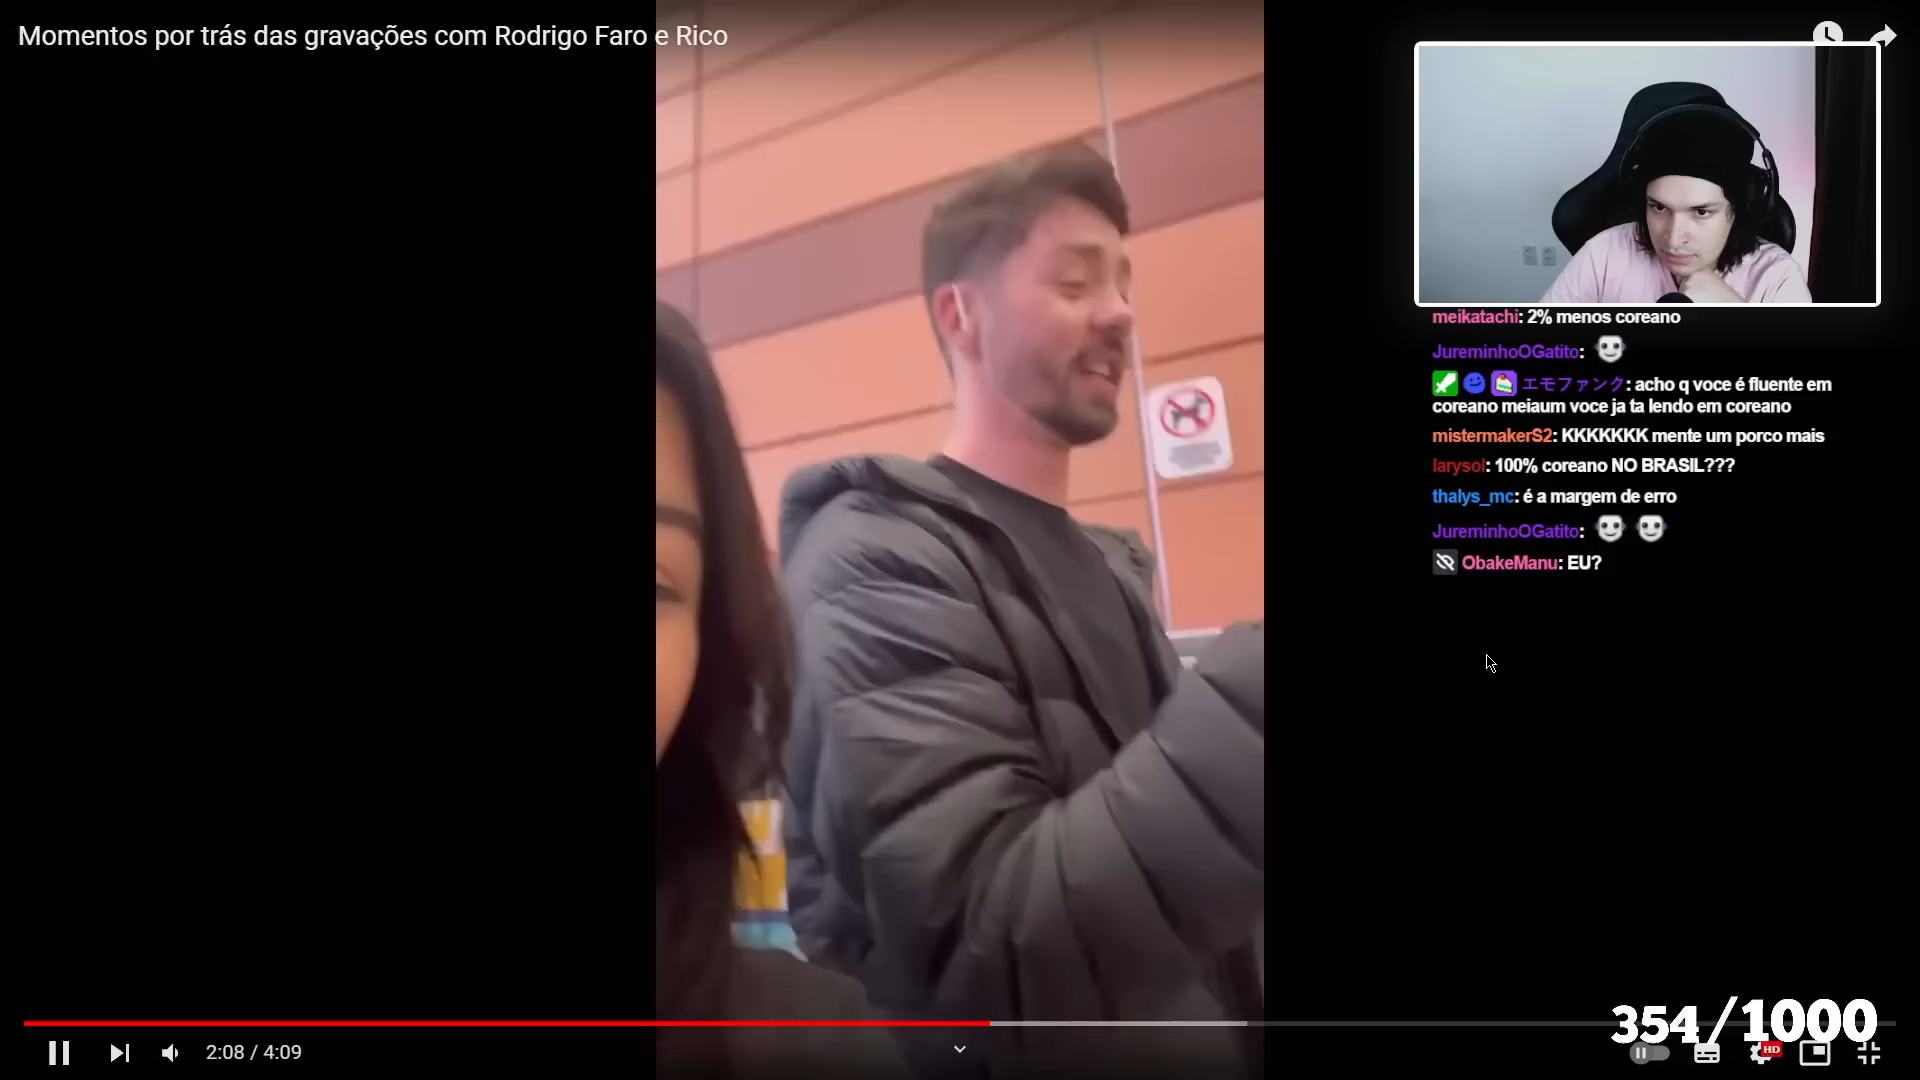 Momentos por trás das gravações com Rodrigo Faro e Rico
meikatachi: 2% menos coreano
JureminhoOGatito:
エモファンク: acho q voce é fluente em
coreano meiaum voce ja ta lendo em coreano
mistermakerS2: KKKKKKK mente um porco mais
larysol: 100% coreano NO BRASIL???
thalys_mc: é a margem de erro
JureminhoOGatito:
ObakeManu: EU?
354/1000
2:08 / 4:09
HD